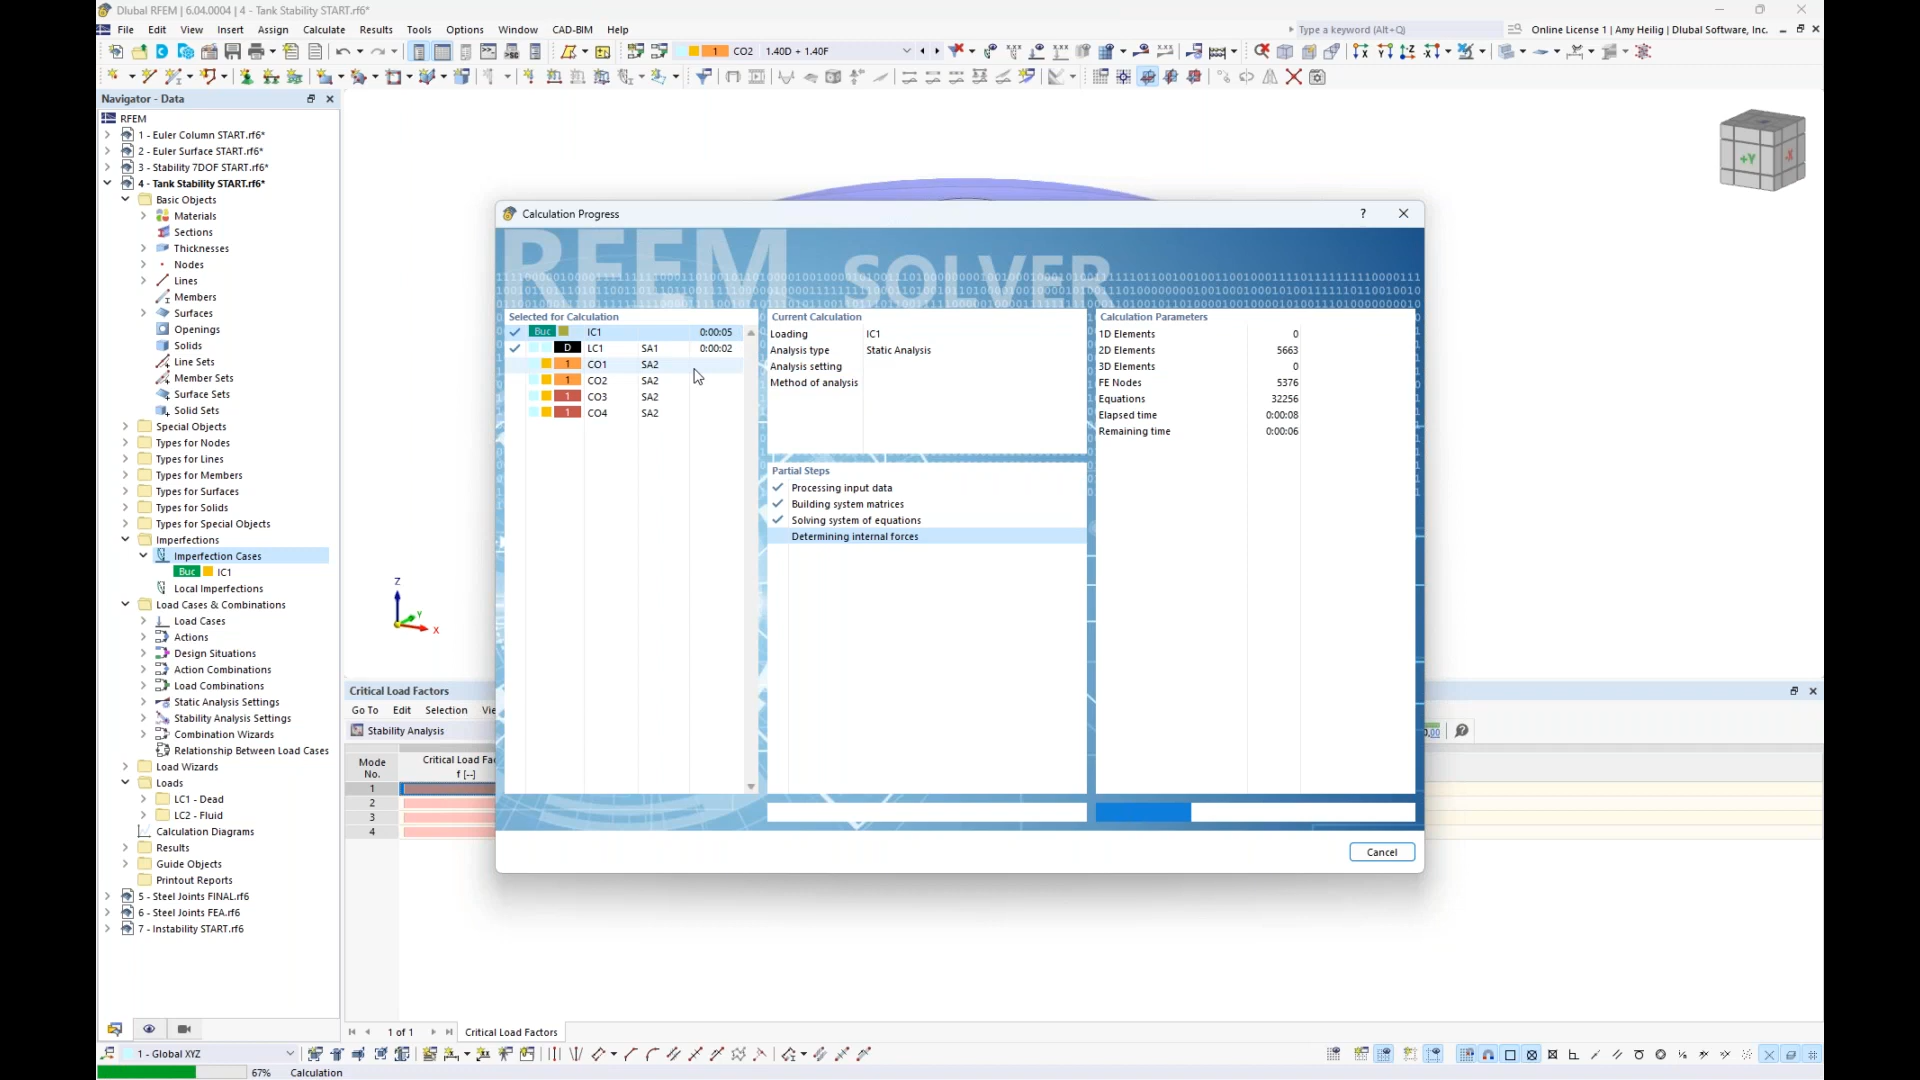 Dlubal RFEM | 6.04.0004 | 4 - Tank Stability START.rf6*
File Edit View Insert Assign Calculate Results Tools Options Window CAD-BIM Help
Type a keyword (Alt+Q)
Online License 1 | Amy Heilig | Dlubal Software, Inc.
1 CO2 1.40D + 1.40F
Navigator - Data
RFEM
1 - Euler Column START.rf6*
2 - Euler Surface START.rf6*
3 - Stability 7DOF START.rf6*
4 - Tank Stability START.rf6*
Basic Objects
Materials
Sections
Thicknesses
Nodes
Lines
Members
Surfaces
Openings
Solids
Line Sets
Member Sets
Surface Sets
Solid Sets
Special Objects
Types for Nodes
Types for Lines
Types for Members
Types for Surfaces
Types for Solids
Types for Special Objects
Imperfections
Imperfection Cases
Buc IC1
Local Imperfections
Load Cases & Combinations
Load Cases
Actions
Design Situations
Action Combinations
Load Combinations
Static Analysis Settings
Stability Analysis Settings
Combination Wizards
Relationship Between Load Cases
Load Wizards
Loads
LC1 - Dead
LC2 - Fluid
Calculation Diagrams
Results
Guide Objects
Printout Reports
5 - Steel Joints FINAL.rf6
6 - Steel Joints FEA.rf6
7 - Instability START.rf6
+Y -X
Z
Y
X
Calculation Progress
RFEM SOLVER
Selected for Calculation
Buc IC1 0:00:05
D LC1 SA1 0:00:02
1 CO1 SA2
1 CO2 SA2
1 CO3 SA2
1 CO4 SA2
Current Calculation
Loading IC1
Analysis type Static Analysis
Analysis setting
Method of analysis
Partial Steps
Processing input data
Building system matrices
Solving system of equations
Determining internal forces
Calculation Parameters
1D Elements 0
2D Elements 5663
3D Elements 0
FE Nodes 5376
Equations 32256
Elapsed time 0:00:08
Remaining time 0:00:06
Cancel
Critical Load Factors
Go To Edit Selection
Stability Analysis
Mode
No.
Critical Load
f [--]
1
2
3
4
1 of 1
Critical Load Factors
1 - Global XYZ
67% Calculation